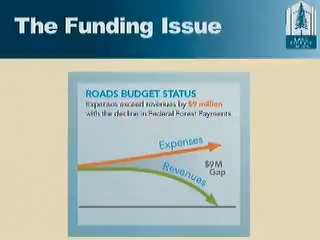 The Funding Issue
ROADS BUDGET STATUS
Expenses exceed revenues by $9 million
with the decline in Federal Forest Payments
Expenses
Revenues
$9M
Gap